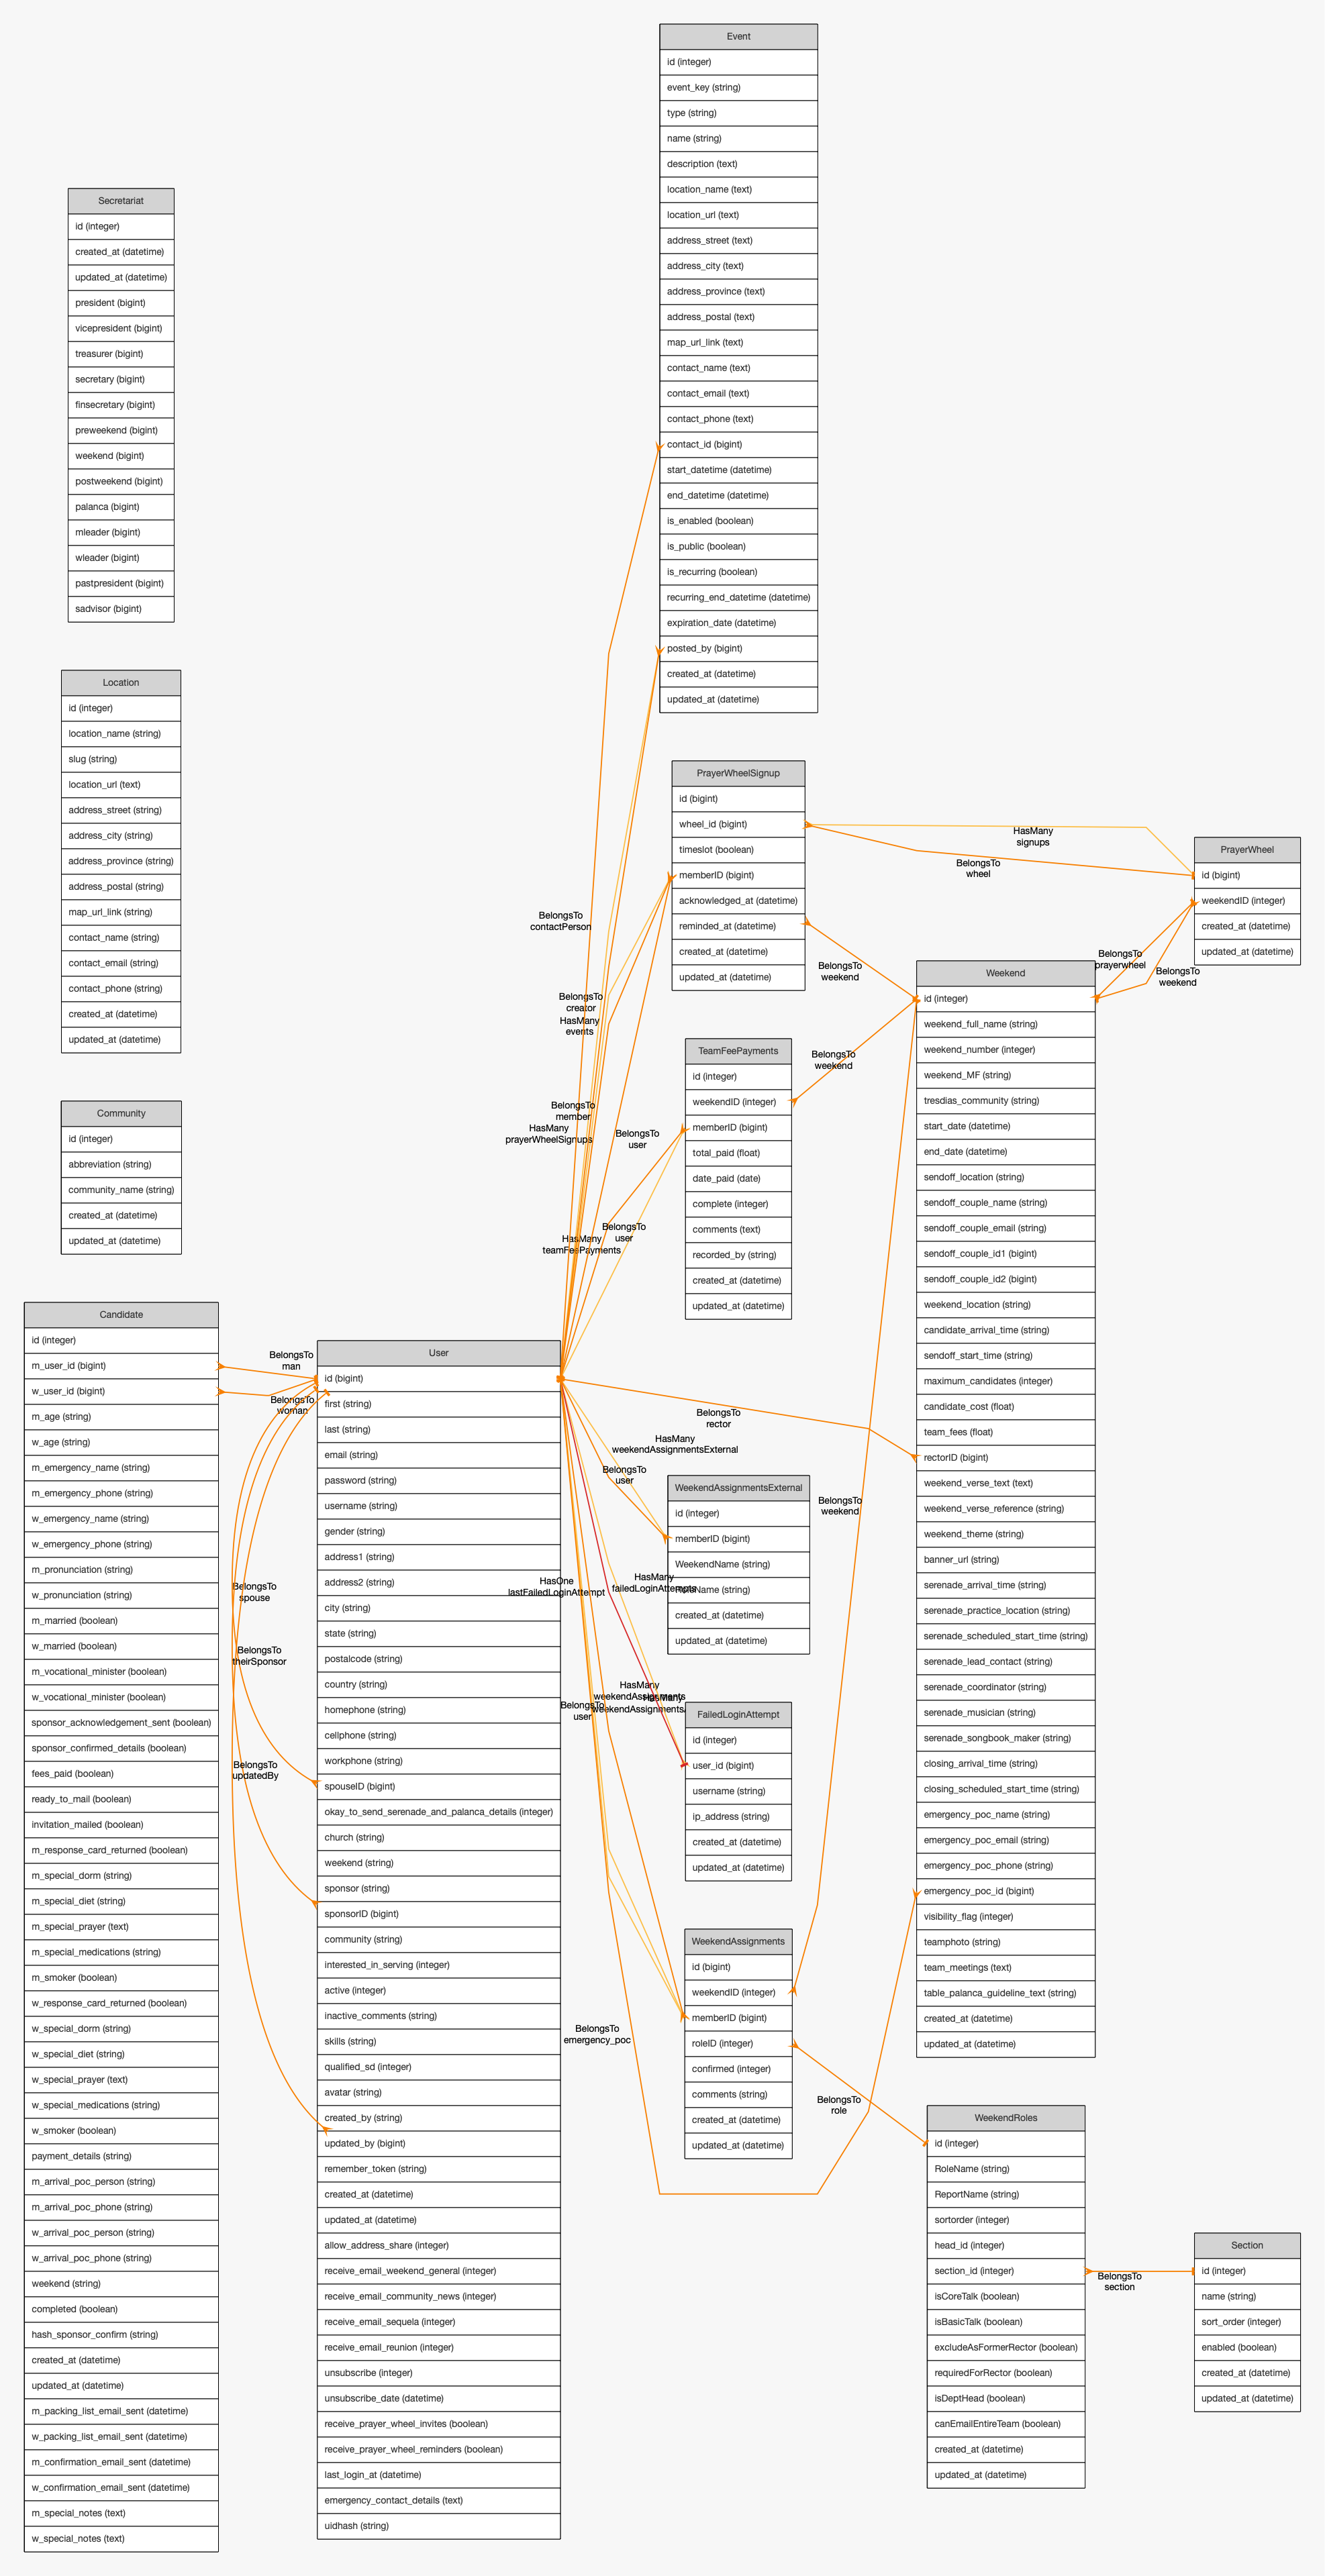 Event
id (integer)
event_key (string)
type (string)
name (string)
description (text)
location_name (text)
location_url (text)
address_street (text)
address_city (text)
address_province (text)
address_postal (text)
map_url_link (text)
contact_name (text)
contact_email (text)
contact_phone (text)
contact_id (bigint)
start_datetime (datetime)
end_datetime (datetime)
is_enabled (boolean)
is_public (boolean)
is_recurring (boolean)
recurring_end_datetime (datetime)
expiration_date (datetime)
posted_by (bigint)
created_at (datetime)
updated_at (datetime)
Secretariat
id (integer)
created_at (datetime)
updated_at (datetime)
president (bigint)
vicepresident (bigint)
treasurer (bigint)
secretary (bigint)
finsecretary (bigint)
preweekend (bigint)
weekend (bigint)
postweekend (bigint)
palanca (bigint)
mleader (bigint)
wleader (bigint)
pastpresident (bigint)
sadvisor (bigint)
Location
id (integer)
location_name (string)
slug (string)
location_url (text)
address_street (string)
address_city (string)
address_province (string)
address_postal (string)
map_url_link (string)
contact_name (string)
contact_email (string)
contact_phone (string)
created_at (datetime)
updated_at (datetime)
Community
id (integer)
abbreviation (string)
community_name (string)
created_at (datetime)
updated_at (datetime)
Candidate
id (integer)
m_user_id (bigint)
w_user_id (bigint)
m_age (string)
w_age (string)
m_emergency_name (string)
m_emergency_phone (string)
w_emergency_name (string)
w_emergency_phone (string)
m_pronunciation (string)
w_pronunciation (string)
m_married (boolean)
w_married (boolean)
m_vocational_minister (boolean)
w_vocational_minister (boolean)
sponsor_acknowledgement_sent (boolean)
sponsor_confirmed_details (boolean)
fees_paid (boolean)
ready_to_mail (boolean)
invitation_mailed (boolean)
m_response_card_returned (boolean)
m_special_dorm (string)
m_special_diet (string)
m_special_prayer (text)
m_special_medications (string)
m_smoker (boolean)
w_response_card_returned (boolean)
w_special_dorm (string)
w_special_diet (string)
w_special_prayer (text)
w_special_medications (string)
w_smoker (boolean)
payment_details (string)
m_arrival_poc_person (string)
m_arrival_poc_phone (string)
w_arrival_poc_person (string)
w_arrival_poc_phone (string)
weekend (string)
completed (boolean)
hash_sponsor_confirm (string)
created_at (datetime)
updated_at (datetime)
m_packing_list_email_sent (datetime)
w_packing_list_email_sent (datetime)
m_confirmation_email_sent (datetime)
w_confirmation_email_sent (datetime)
m_special_notes (text)
w_special_notes (text)
BelongsTo
man
BelongsTo
woman
BelongsTo
spouse
BelongsTo
theirSponsor
BelongsTo
updatedBy
User
id (bigint)
first (string)
last (string)
email (string)
password (string)
username (string)
gender (string)
address1 (string)
address2 (string)
city (string)
state (string)
postalcode (string)
country (string)
homephone (string)
cellphone (string)
workphone (string)
spouseID (bigint)
okay_to_send_serenade_and_palanca_details (integer)
church (string)
weekend (string)
sponsor (string)
sponsorID (bigint)
community (string)
interested_in_serving (integer)
active (integer)
inactive_comments (string)
skills (string)
qualified_sd (integer)
avatar (string)
created_by (string)
updated_by (bigint)
remember_token (string)
created_at (datetime)
updated_at (datetime)
allow_address_share (integer)
receive_email_weekend_general (integer)
receive_email_community_news (integer)
receive_email_sequela (integer)
receive_email_reunion (integer)
unsubscribe (integer)
unsubscribe_date (datetime)
receive_prayer_wheel_invites (boolean)
receive_prayer_wheel_reminders (boolean)
last_login_at (datetime)
emergency_contact_details (text)
uidhash (string)
BelongsTo
contactPerson
BelongsTo
creator
HasMany
events
BelongsTo
member
HasMany
prayerWheelSignups
BelongsTo
user
BelongsTo
user
HasMany
teamFeePayments
BelongsTo
rector
HasMany
weekendAssignmentsExternal
BelongsTo
user
HasOne
lastFailedLoginAttempt
HasMany
failedLoginAttempts
HasMany
weekendAssignments
HasMany
weekendAssignments
BelongsTo
user
BelongsTo
emergency_poc
PrayerWheelSignup
id (bigint)
wheel_id (bigint)
timeslot (boolean)
memberID (bigint)
acknowledged_at (datetime)
reminded_at (datetime)
created_at (datetime)
updated_at (datetime)
TeamFeePayments
id (integer)
weekendID (integer)
memberID (bigint)
total_paid (float)
date_paid (date)
complete (integer)
comments (text)
recorded_by (string)
created_at (datetime)
updated_at (datetime)
WeekendAssignmentsExternal
id (integer)
memberID (bigint)
WeekendName (string)
RoleName (string)
created_at (datetime)
updated_at (datetime)
FailedLoginAttempt
id (integer)
user_id (bigint)
username (string)
ip_address (string)
created_at (datetime)
updated_at (datetime)
WeekendAssignments
id (bigint)
weekendID (integer)
memberID (bigint)
roleID (integer)
confirmed (integer)
comments (string)
created_at (datetime)
updated_at (datetime)
HasMany
signups
BelongsTo
wheel
BelongsTo
weekend
BelongsTo
weekend
BelongsTo
weekend
BelongsTo
role
BelongsTo
prayerwheel
BelongsTo
weekend
Weekend
id (integer)
weekend_full_name (string)
weekend_number (integer)
weekend_MF (string)
tresdias_community (string)
start_date (datetime)
end_date (datetime)
sendoff_location (string)
sendoff_couple_name (string)
sendoff_couple_email (string)
sendoff_couple_id1 (bigint)
sendoff_couple_id2 (bigint)
weekend_location (string)
candidate_arrival_time (string)
sendoff_start_time (string)
maximum_candidates (integer)
candidate_cost (float)
team_fees (float)
rectorID (bigint)
weekend_verse_text (text)
weekend_verse_reference (string)
weekend_theme (string)
banner_url (string)
serenade_arrival_time (string)
serenade_practice_location (string)
serenade_scheduled_start_time (string)
serenade_lead_contact (string)
serenade_coordinator (string)
serenade_musician (string)
serenade_songbook_maker (string)
closing_arrival_time (string)
closing_scheduled_start_time (string)
emergency_poc_name (string)
emergency_poc_email (string)
emergency_poc_phone (string)
emergency_poc_id (bigint)
visibility_flag (integer)
teamphoto (string)
team_meetings (text)
table_palanca_guideline_text (string)
created_at (datetime)
updated_at (datetime)
WeekendRoles
id (integer)
RoleName (string)
ReportName (string)
sortorder (integer)
head_id (integer)
section_id (integer)
isCoreTalk (boolean)
isBasicTalk (boolean)
excludeAsFormerRector (boolean)
requiredForRector (boolean)
isDeptHead (boolean)
canEmailEntireTeam (boolean)
created_at (datetime)
updated_at (datetime)
BelongsTo
section
PrayerWheel
id (bigint)
weekendID (integer)
created_at (datetime)
updated_at (datetime)
Section
id (integer)
name (string)
sort_order (integer)
enabled (boolean)
created_at (datetime)
updated_at (datetime)